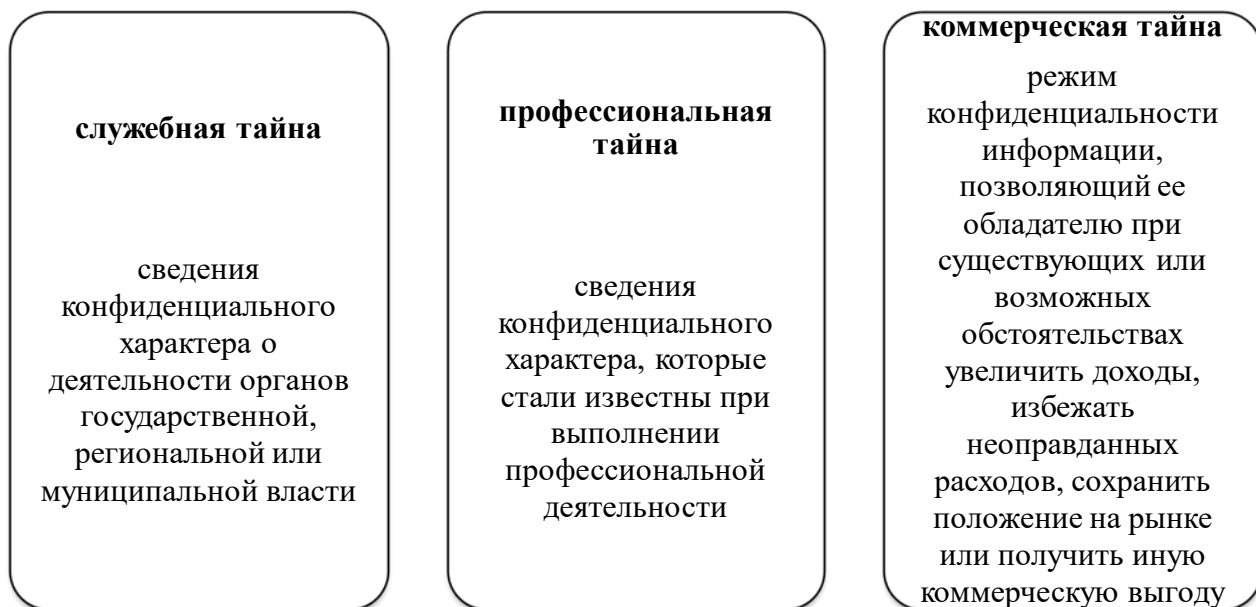 служебная тайна
сведения
конфиденциального
характера о
деятельности органов
государственной,
региональной или
муниципальной власти
профессиональная
тайна
сведения
конфиденциального
характера, которые
стали известны при
выполнении
профессиональной
деятельности
коммерческая тайна
режим
конфиденциальности
информации,
позволяющий ее
обладателю при
существующих или
возможных
обстоятельствах
увеличить доходы,
избежать
неоправданных
расходов, сохранить
положение на рынке
или получить иную
коммерческую выгоду